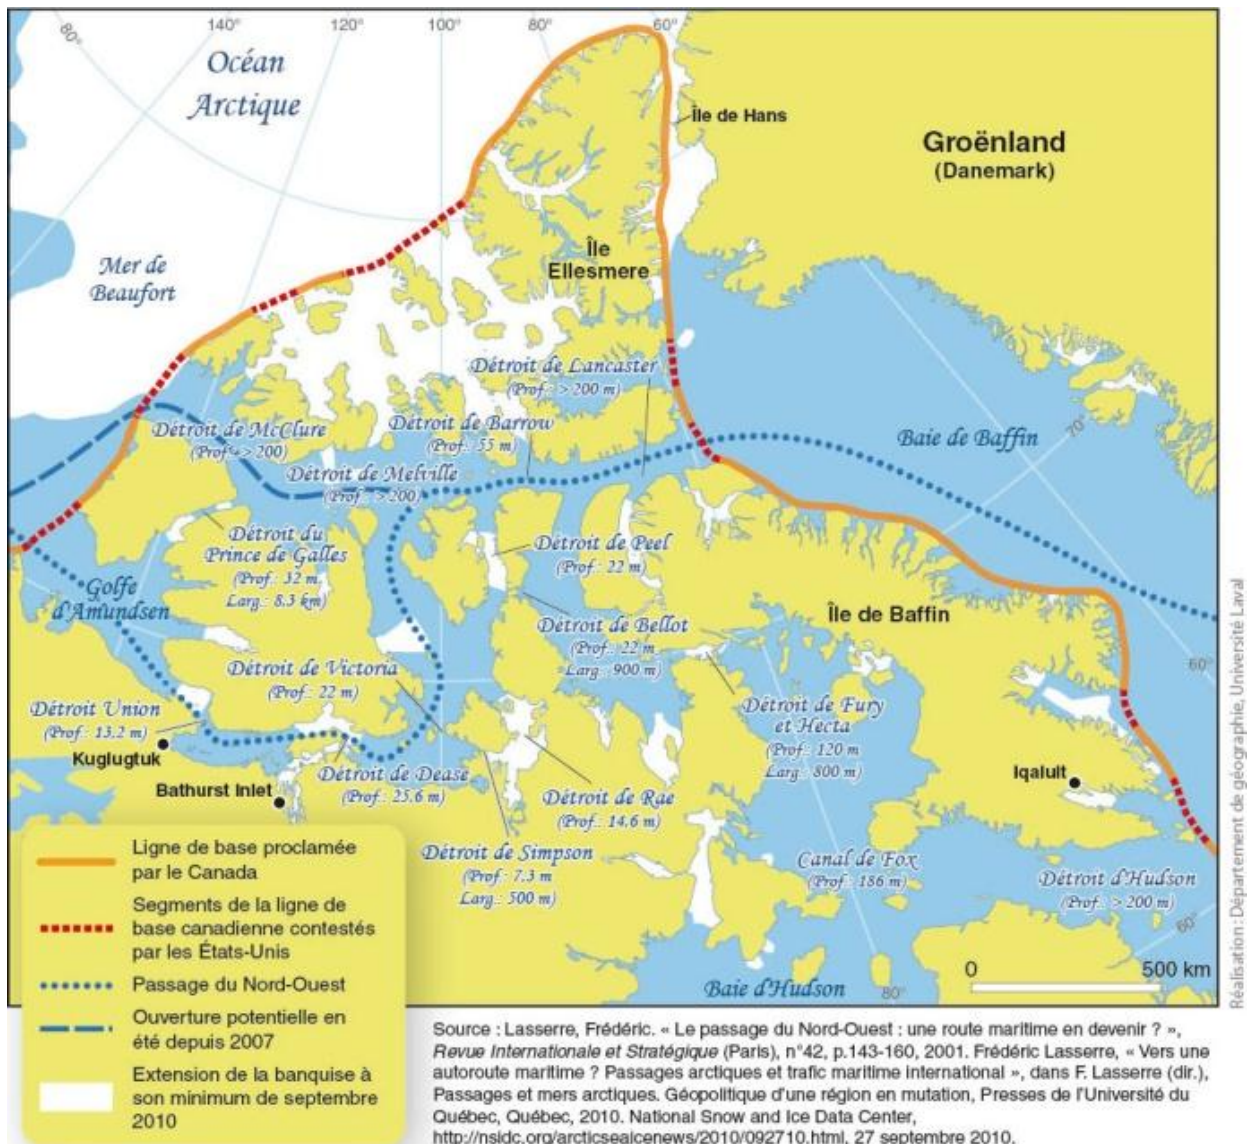 80°
140°
120°
100°
80°
60°
Océan
Arctique
Île de Hans
Groënland
(Danemark)
Île
Ellesmere
Mer de
Beaufort
Détroit de Lancaster
(Prof.: > 200 m)
Détroit de McClure
(Prof. > 200)
Détroit de Barrow
(Prof.: 55 m)
Baie de Baffin
70°
Détroit de Melville
(Prof.: > 200)
Détroit du
Prince de Galles
(Prof.: 32 m
Larg.: 8.3 km)
Détroit de Peel
(Prof.: 22 m)
Golfe
d'Amundsen
Détroit de Bellot
(Prof.: 22 m
Larg.: 900 m)
Île de Baffin
60°
Détroit de Victoria
(Prof.: 22 m)
Détroit Union
(Prof.: 13,2 m)
Détroit de Fury
et Hecta
(Prof.: 120 m
Larg.: 800 m)
Kuglugtuk
Bathurst Inlet
Détroit de Dease
(Prof.: 25,6 m)
Iqaluit
Détroit de Rae
(Prof.: 14,6 m)
Détroit de Simpson
(Prof.: 7,3 m
Larg.: 500 m)
Canal de Fox
(Prof.: 186 m)
Détroit d'Hudson
(Prof.: > 200 m)
60°
Baie d'Hudson
80°
0 500 km
Ligne de base proclamée
par le Canada
Segments de la ligne de
base canadienne contestés
par les États-Unis
Passage du Nord-Ouest
Ouverture potentielle en
été depuis 2007
Extension de la banquise à
son minimum de septembre
2010
Source : Lasserre, Frédéric. « Le passage du Nord-Ouest : une route maritime en devenir ? »,
Revue Internationale et Stratégique (Paris), n°42, p.143-160, 2001. Frédéric Lasserre, « Vers une
autoroute maritime ? Passages arctiques et trafic maritime international », dans F. Lasserre (dir.),
Passages et mers arctiques. Géopolitique d'une région en mutation, Presses de l'Université du
Québec, Québec, 2010. National Snow and Ice Data Center,
http://nsidc.org/arcticseaicenews/2010/092710.html, 27 septembre 2010.
Réalisation : Département de géographie, Université Laval